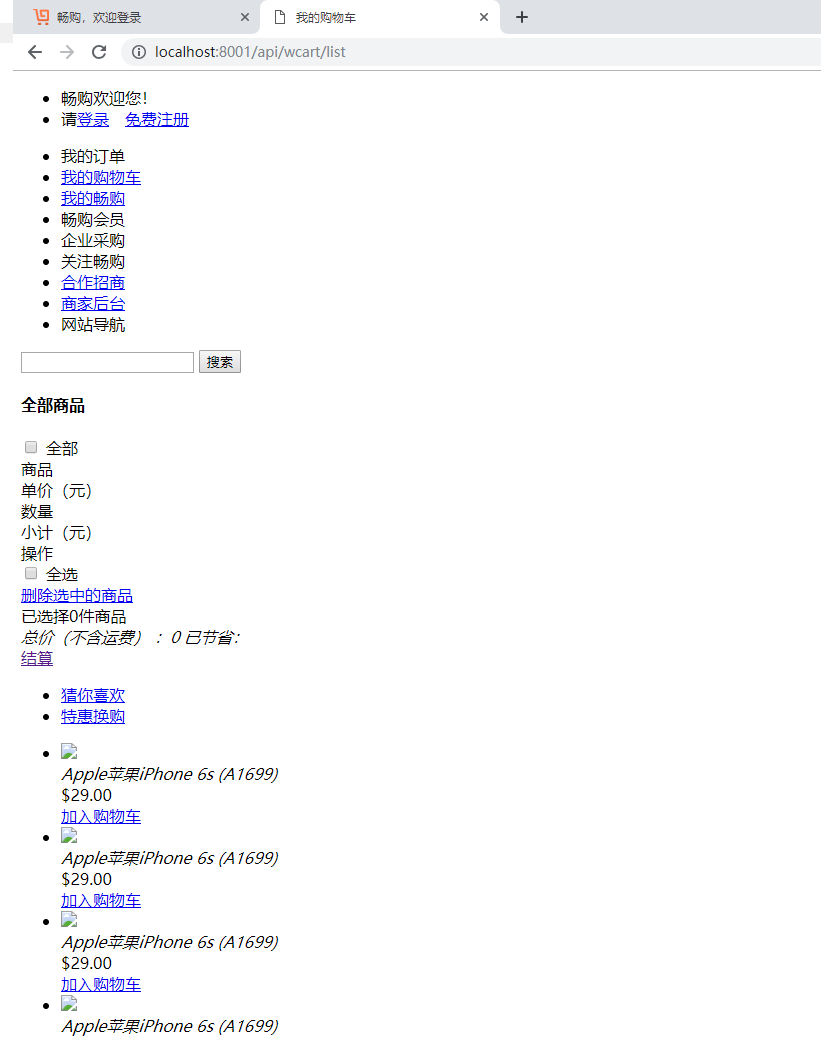 畅购，欢迎登录
我的购物车
localhost:8001/api/wcart/list
畅购欢迎您！
请登录 免费注册
我的订单
我的购物车
我的畅购
畅购会员
企业采购
关注畅购
合作招商
商家后台
网站导航
搜索
全部商品
全部
商品
单价（元）
数量
小计（元）
操作
全选
删除选中的商品
已选择0件商品
总价（不含运费） ：0 已节省：
结算
猜你喜欢
特惠换购
Apple苹果iPhone 6s (A1699)
$29.00
加入购物车
Apple苹果iPhone 6s (A1699)
$29.00
加入购物车
Apple苹果iPhone 6s (A1699)
$29.00
加入购物车
Apple苹果iPhone 6s (A1699)